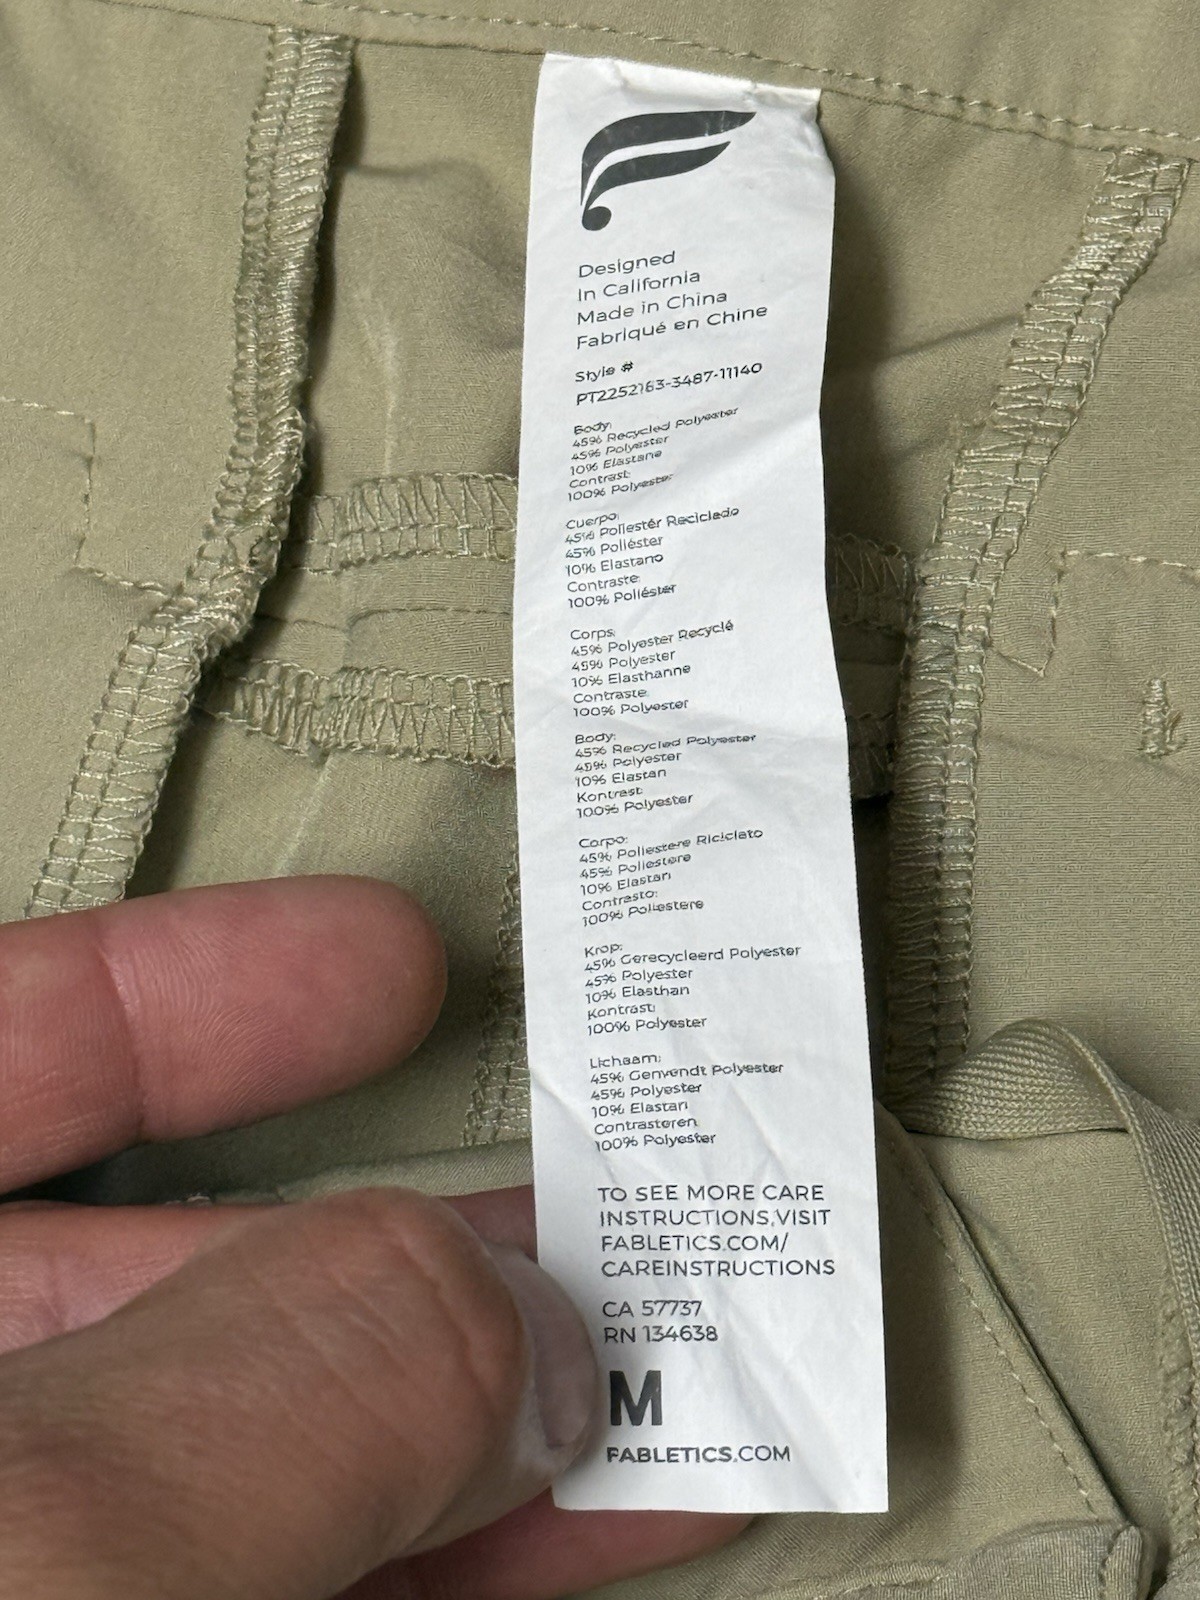 Designed
In California
Made in China
Fabriqué en Chine
Style #
PT2252163-3487-11140
Body:
45% Recycled Polyester
45% Polyester
10% Elastane
Contrast:
100% Polyester
Cuerpo:
45% Poliestér Reciclado
45% Poliéster
10% Elastano
Contraste:
100% Poliéster
Corps:
45% Polyester Recyclé
45% Polyester
10% Elasthanne
Contraste:
100% Polyester
Body:
45% Recycled Polyester
45% Polyester
10% Elastan
Kontrast:
100% Polyester
Corpo:
45% Poliestere Riciclato
45% Poliestere
10% Elastan
Contrasto:
100% Poliestere
Krop:
45% Gerecycleerd Polyester
45% Polyester
10% Elasthan
Kontrast:
100% Polyester
Lichaam:
45% Genvendt Polyester
45% Polyester
10% Elastan
Contrasteren
100% Polyester
TO SEE MORE CARE
INSTRUCTIONS,VISIT
FABLETICS.COM/
CAREINSTRUCTIONS
CA 57737
RN 134638
M
FABLETICS.COM